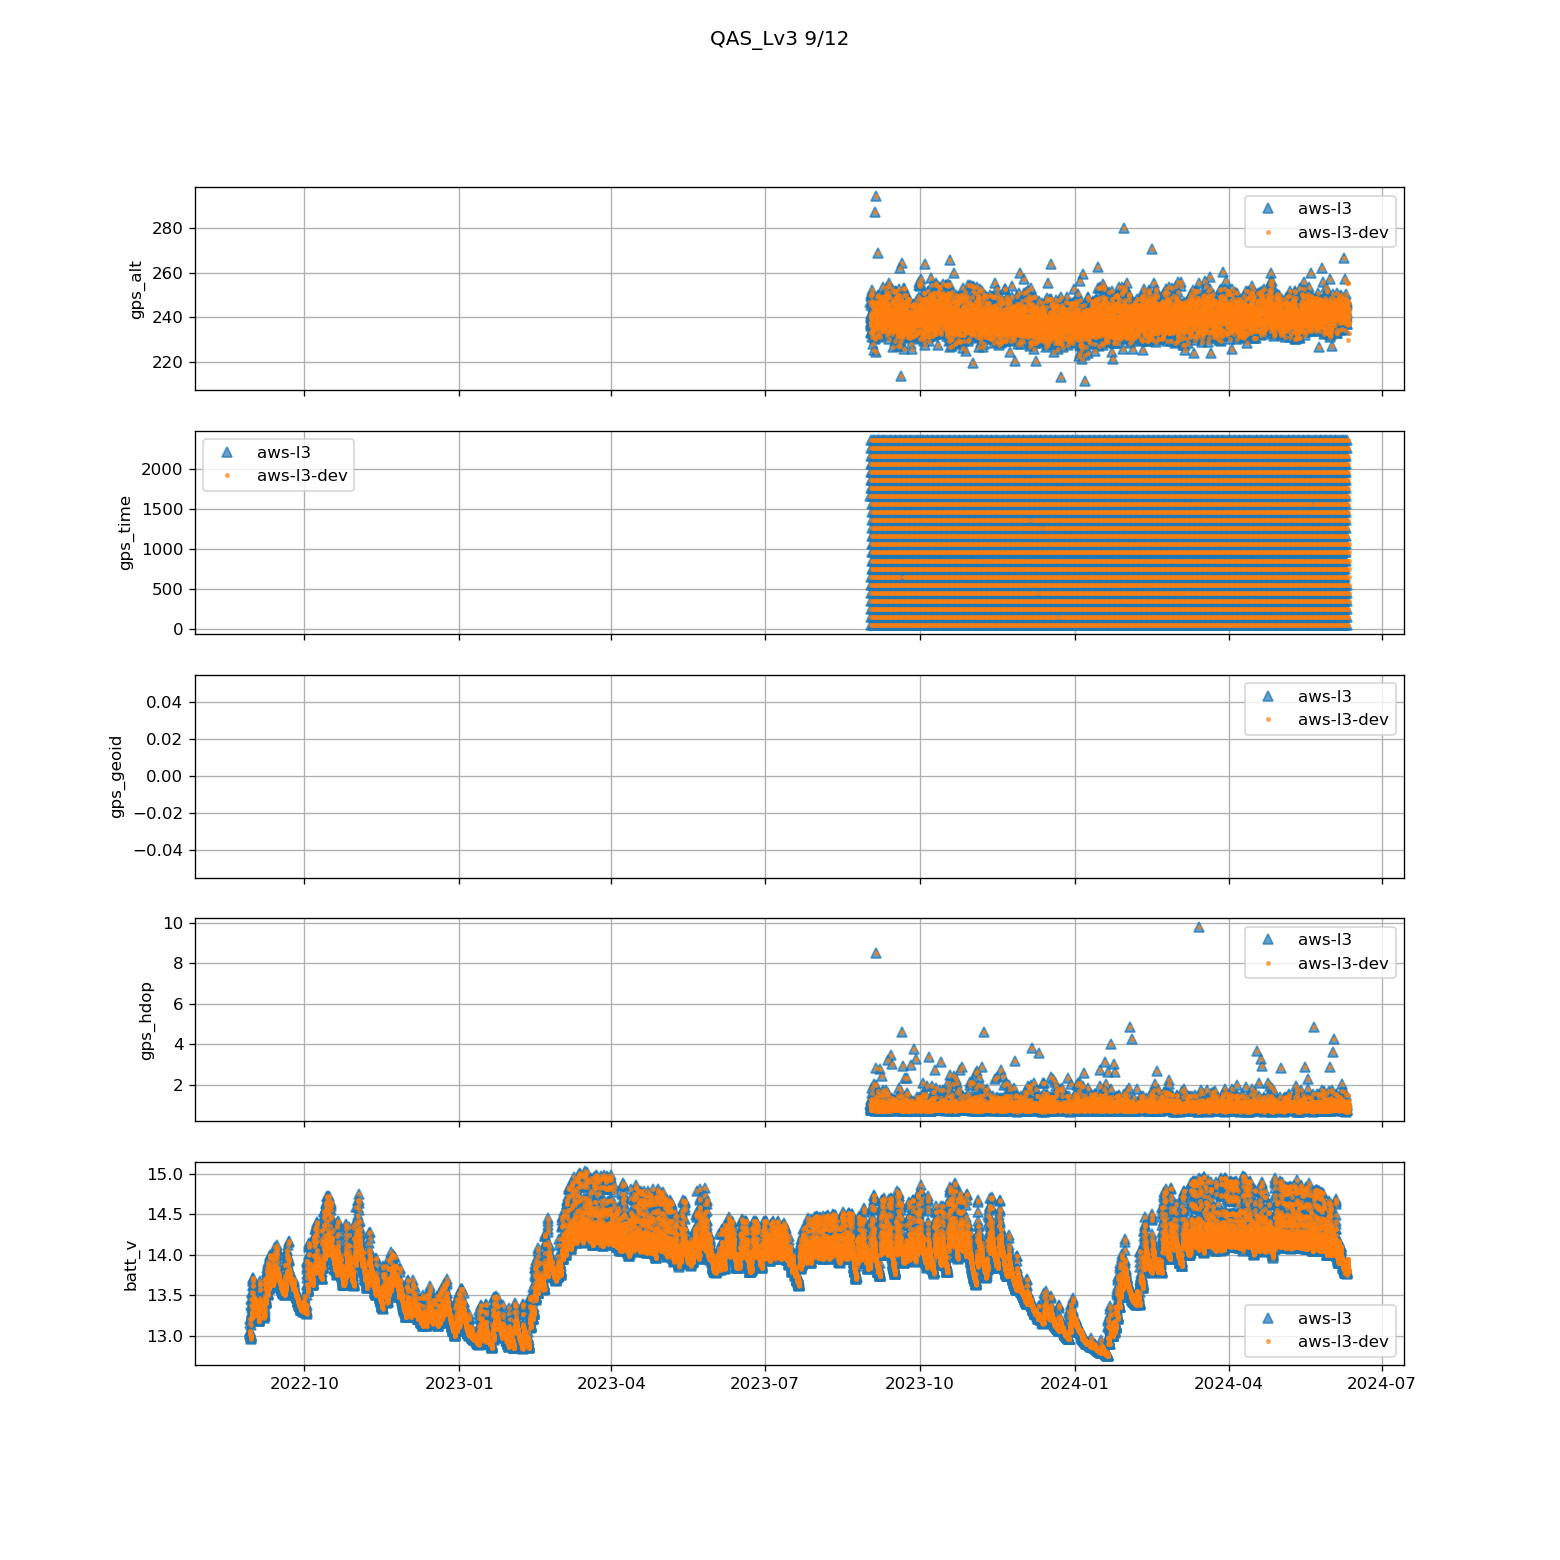 QAS_Lv3 9/12
gps_alt
280
260
240
220
aws-l3
aws-l3-dev
gps_time
2000
1500
1000
500
0
aws-l3
aws-l3-dev
gps_geoid
0.04
0.02
0.00
−0.02
−0.04
aws-l3
aws-l3-dev
gps_hdop
10
8
6
4
2
aws-l3
aws-l3-dev
batt_v
15.0
14.5
14.0
13.5
13.0
aws-l3
aws-l3-dev
2022-10 2023-01 2023-04 2023-07 2023-10 2024-01 2024-04 2024-07